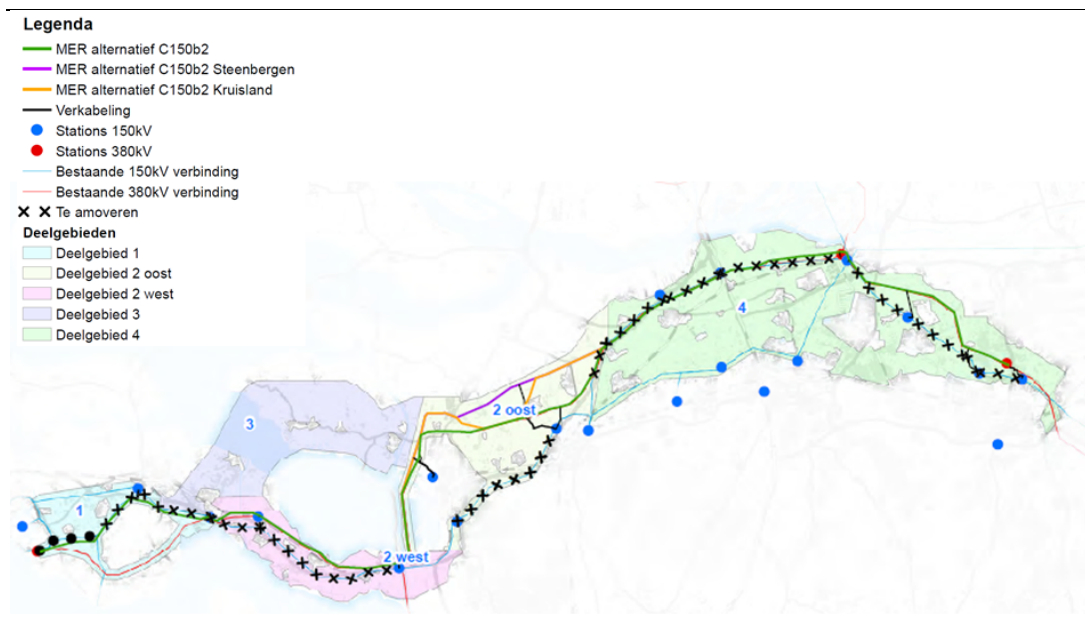 Legenda
MER alternatief C150b2
MER alternatief C150b2 Steenbergen
MER alternatief C150b2 Kruisland
Verkabeling
Stations 150kV
Stations 380kV
Bestaande 150kV verbinding
Bestaande 380kV verbinding
Te amoveren
Deelgebieden
Deelgebied 1
Deelgebied 2 oost
Deelgebied 2 west
Deelgebied 3
Deelgebied 4
4
2 oost
3
1
2 west